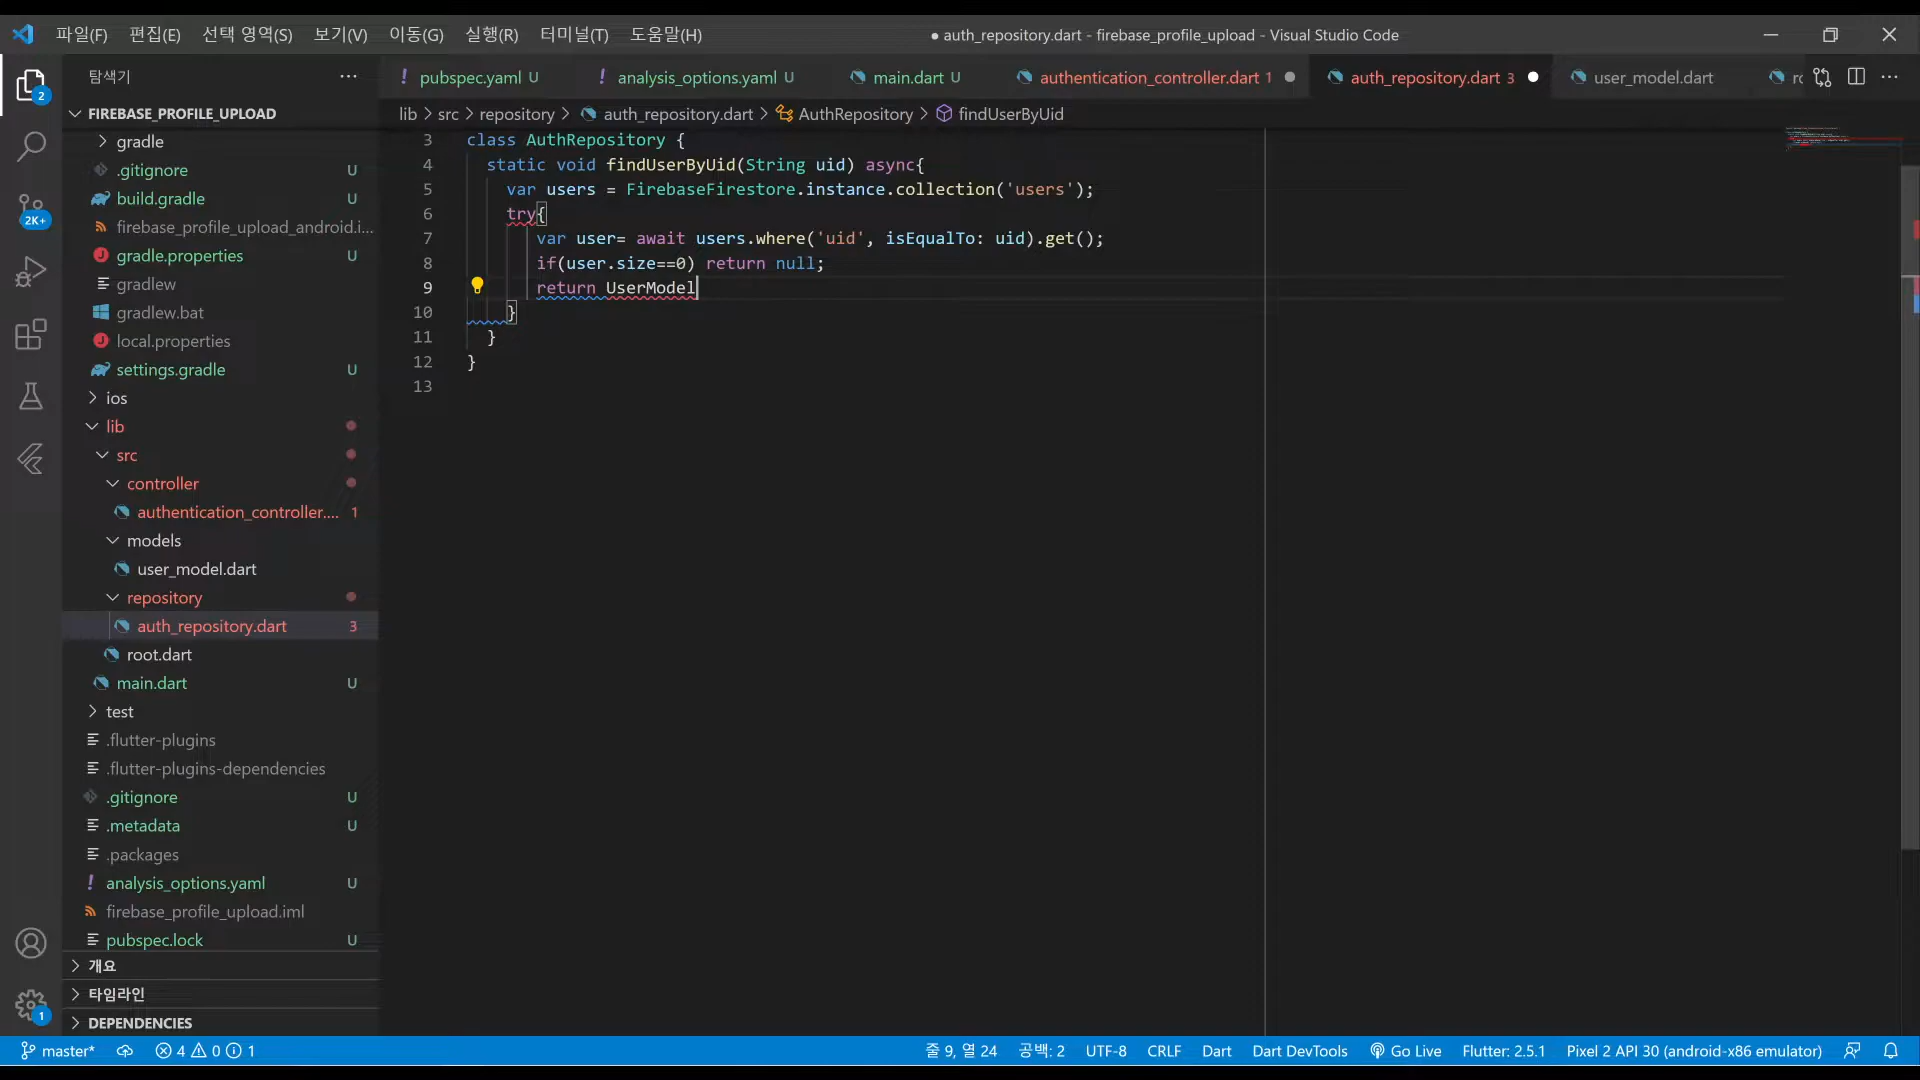 파일(F) 편집(E) 선택 영역(S) 보기(V) 이동(G) 실행(R) 터미널(T) 도움말(H) ● auth_repository.dart - firebase_profile_upload - Visual Studio Code
탐색기 ···
2
! pubspec.yaml U ! analysis_options.yaml U main.dart U authentication_controller.dart 1 ● auth_repository.dart 3 ● user_model.dart
lib > src > repository > auth_repository.dart > AuthRepository > findUserByUid
FIREBASE_PROFILE_UPLOAD
gradle
.gitignore U
build.gradle U
2K+
firebase_profile_upload_android.i...
gradle.properties U
gradlew
gradlew.bat
local.properties
settings.gradle U
ios
lib
src
controller
authentication_controller.... 1
models
user_model.dart
repository
auth_repository.dart 3
root.dart
main.dart U
test
.flutter-plugins
.flutter-plugins-dependencies
.gitignore U
.metadata U
.packages
! analysis_options.yaml U
firebase_profile_upload.iml
pubspec.lock U
개요
타임라인
1
DEPENDENCIES
3 class AuthRepository {
4 static void findUserByUid(String uid) async{
5 var users = FirebaseFirestore.instance.collection('users');
6 try{
7 var user= await users.where('uid', isEqualTo: uid).get();
8 if(user.size==0) return null;
9 return UserModel
10 }
11 }
12 }
13
master* 4 0 1 줄 9, 열 24 공백: 2 UTF-8 CRLF Dart Dart DevTools Go Live Flutter: 2.5.1 Pixel 2 API 30 (android-x86 emulator)